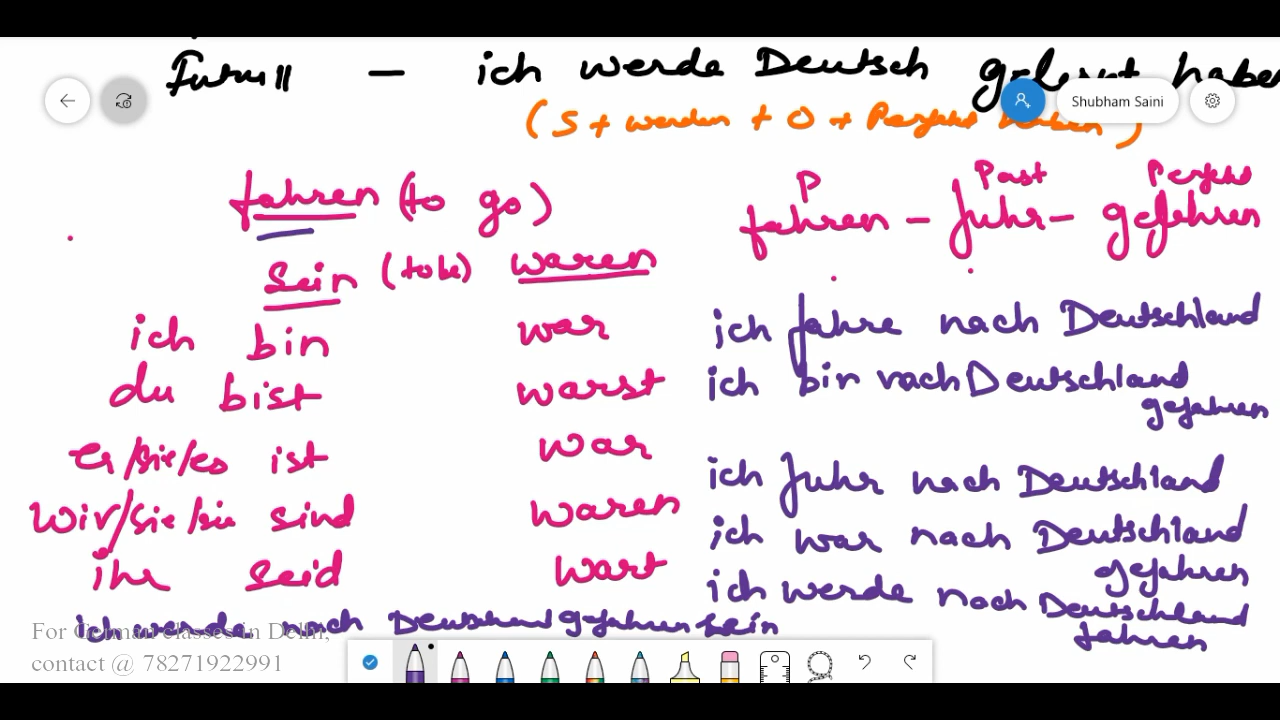 Futur II – ich werde Deutsch gelernt haben
(S + werden + O + Perfekt haben)
Shubham Saini
fahren (to go)
P Past Perfekt
fahren – fuhr – gefahren
sein (to be) waren
ich bin war
du bist warst
er/sie/es ist war
wir/Sie/sie sind waren
ihr seid wart
ich fahre nach Deutschland
ich bin nach Deutschland
gefahren
ich fuhr nach Deutschland
ich war nach Deutschland
gefahren
ich werde nach Deutschland
fahren
ich werde nach Deutschland gefahren sein
For German classes in Delhi,
contact @ 78271922991